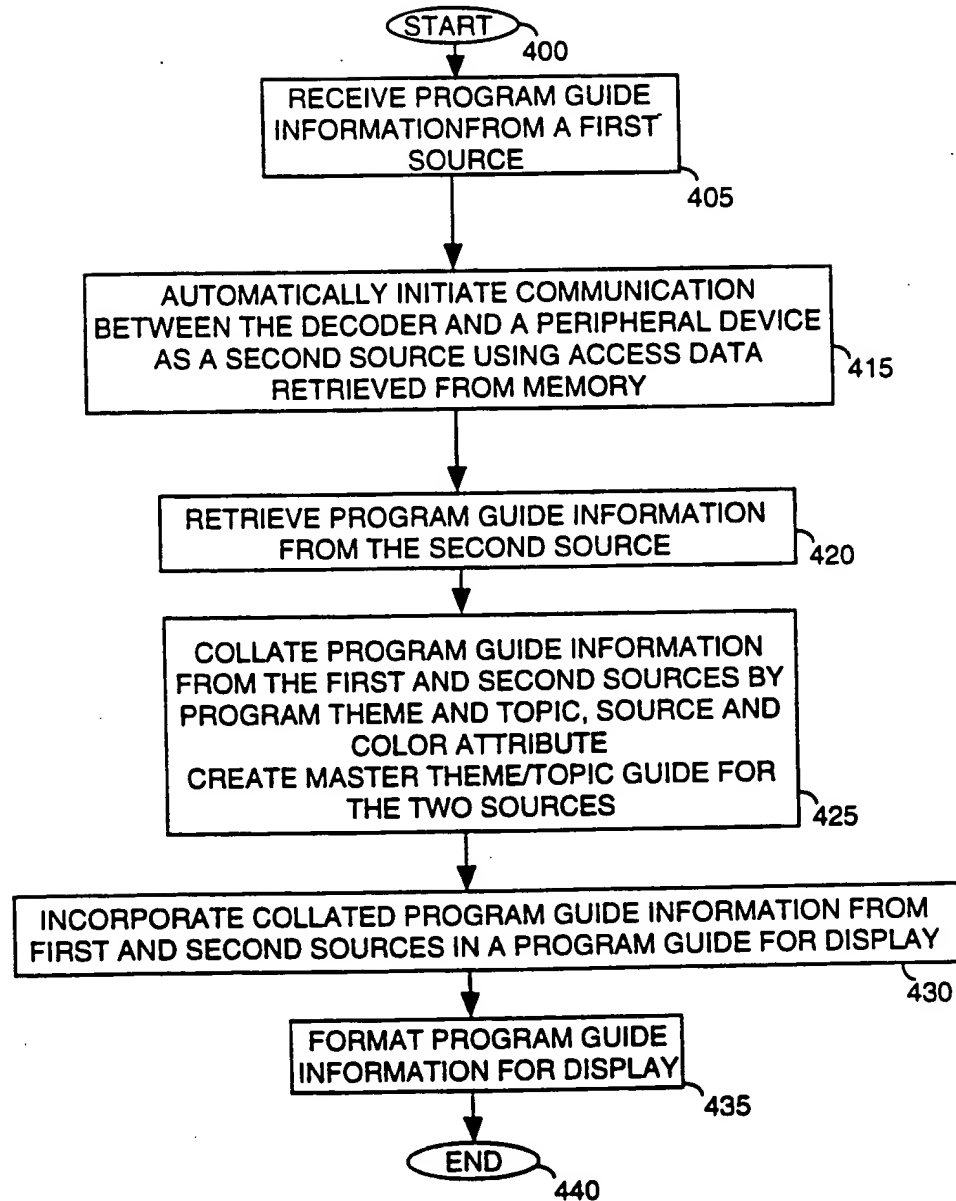 START
400
RECEIVE PROGRAM GUIDE
INFORMATIONFROM A FIRST
SOURCE
405
AUTOMATICALLY INITIATE COMMUNICATION
BETWEEN THE DECODER AND A PERIPHERAL DEVICE
AS A SECOND SOURCE USING ACCESS DATA
RETRIEVED FROM MEMORY
415
RETRIEVE PROGRAM GUIDE INFORMATION
FROM THE SECOND SOURCE
420
COLLATE PROGRAM GUIDE INFORMATION
FROM THE FIRST AND SECOND SOURCES BY
PROGRAM THEME AND TOPIC, SOURCE AND
COLOR ATTRIBUTE
CREATE MASTER THEME/TOPIC GUIDE FOR
THE TWO SOURCES
425
INCORPORATE COLLATED PROGRAM GUIDE INFORMATION FROM
FIRST AND SECOND SOURCES IN A PROGRAM GUIDE FOR DISPLAY
430
FORMAT PROGRAM GUIDE
INFORMATION FOR DISPLAY
435
END
440